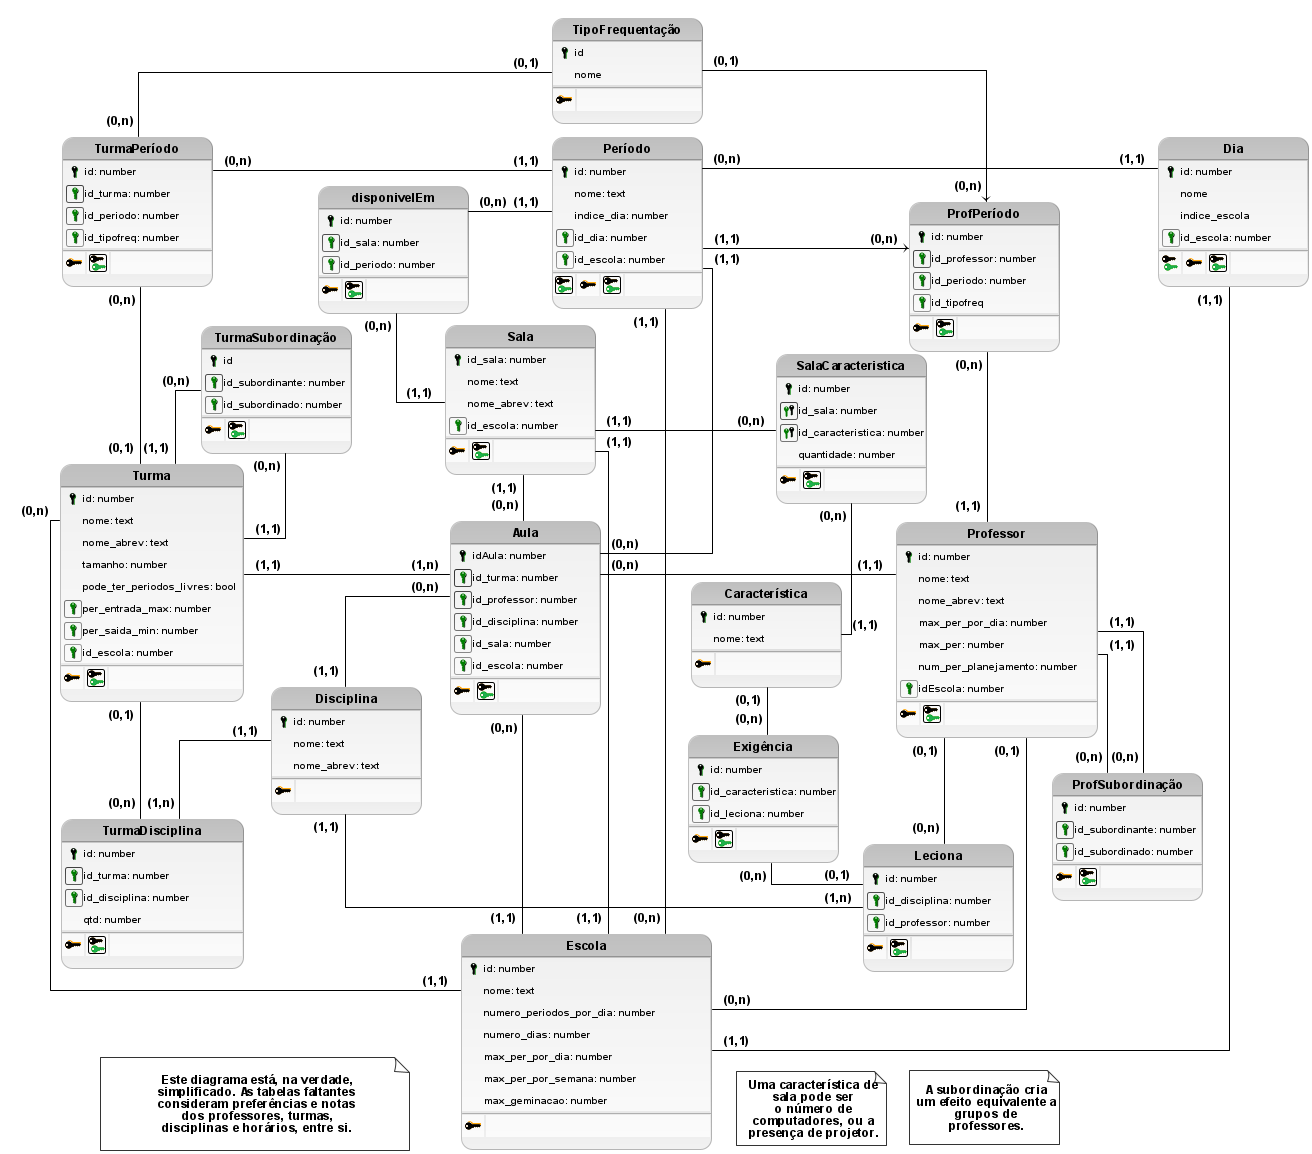 TipoFrequentação
id
nome
(0,1)
(0,1)
(0,n)
(0,n)
TurmaPeríodo
id: number
id_turma: number
id_periodo: number
id_tipofreq: number
(0,n)
(1,1)
(0,n)
Período
id: number
nome: text
indice_dia: number
id_dia: number
id_escola: number
(0,n)
(1,1)
Dia
id: number
nome
indice_escola
id_escola: number
(1,1)
disponivelEm
id: number
id_sala: number
id_periodo: number
(0,n)
(1,1)
(0,n)
(1,1)
(1,1)
(0,n)
(1,1)
(1,1)
ProfPeríodo
id: number
id_professor: number
id_periodo: number
id_tipofreq
(0,n)
(1,1)
TurmaSubordinação
id
id_subordinante: number
id_subordinado: number
(0,n)
(0,n)
(0,1)
(1,1)
(1,1)
Sala
id_sala: number
nome: text
nome_abrev: text
id_escola: number
(1,1)
(1,1)
(1,1)
(0,n)
(0,n)
SalaCaracteristica
id: number
id_sala: number
id_caracteristica: number
quantidade: number
(0,n)
(1,1)
Turma
id: number
nome: text
nome_abrev: text
tamanho: number
pode_ter_periodos_livres: bool
per_entrada_max: number
per_saida_min: number
id_escola: number
(0,n)
(1,1)
(1,n)
(0,n)
(0,1)
(0,n)
Aula
idAula: number
id_turma: number
id_professor: number
id_disciplina: number
id_sala: number
id_escola: number
(0,n)
(0,n)
(1,1)
(0,n)
(1,1)
Professor
id: number
nome: text
nome_abrev: text
max_per_por_dia: number
max_per: number
num_per_planejamento: number
idEscola: number
(1,1)
(1,1)
(0,1)
(0,1)
(0,n)
(0,n)
Característica
id: number
nome: text
(0,1)
(0,n)
Disciplina
id: number
nome: text
nome_abrev: text
(1,1)
(1,1)
(1,1)
(1,n)
Exigência
id: number
id_caracteristica: number
id_leciona: number
(0,n)
(0,1)
ProfSubordinação
id: number
id_subordinante: number
id_subordinado: number
TurmaDisciplina
id: number
id_turma: number
id_disciplina: number
qtd: number
Leciona
id: number
id_disciplina: number
id_professor: number
(0,n)
(1,n)
(1,1)
(1,1)
(0,n)
(1,1)
(0,n)
(1,1)
Escola
id: number
nome: text
numero_periodos_por_dia: number
numero_dias: number
max_per_por_dia: number
max_per_por_semana: number
max_geminacao: number
Este diagrama está, na verdade,
simplificado. As tabelas faltantes
consideram preferências e notas
dos professores, turmas,
disciplinas e horários, entre si.
Uma característica de
sala pode ser
o número de
computadores, ou a
presença de projetor.
A subordinação cria
um efeito equivalente a
grupos de
professores.